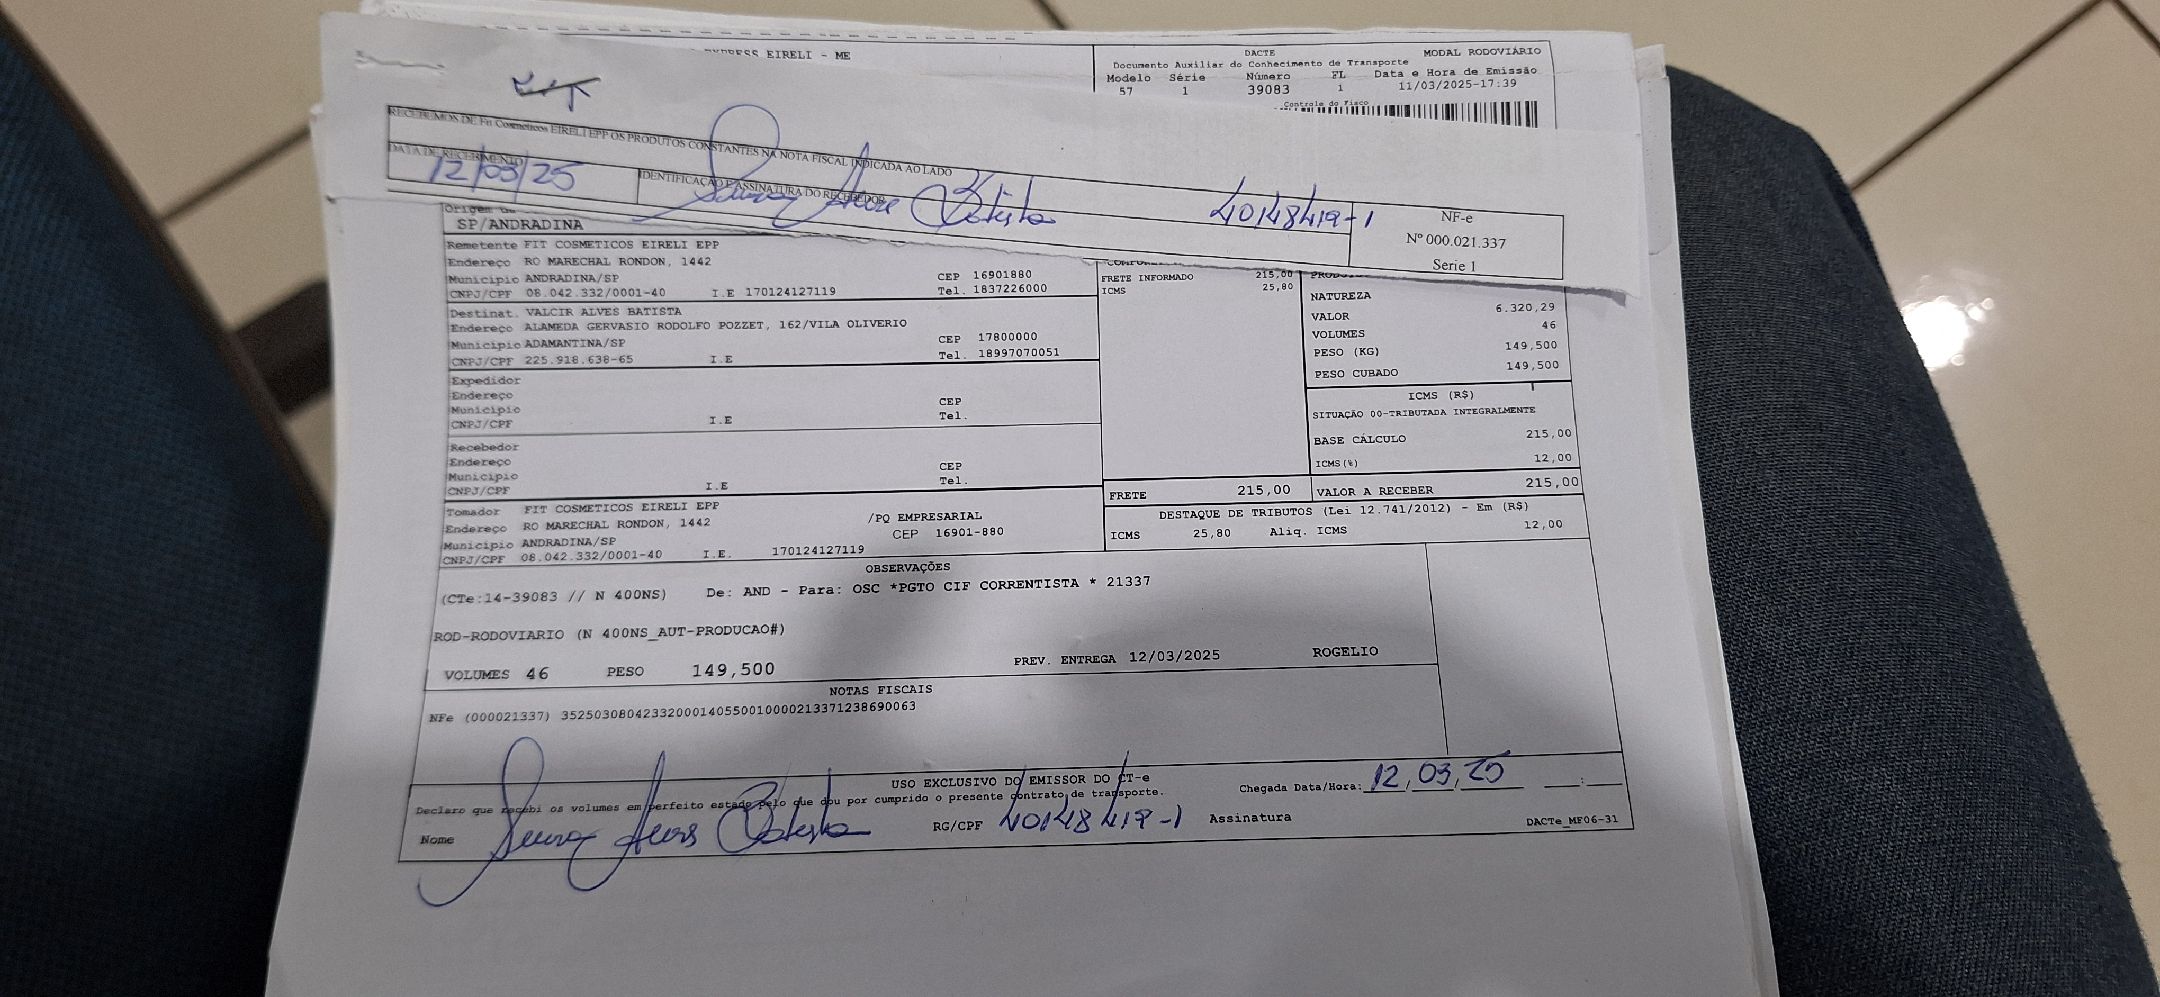 EIRELI - ME
DACTE
MODAL RODOVIÁRIO
Documento Auxiliar do Conhecimento de Transporte
Modelo Série Número FL Data e Hora de Emissão
57 1 39083 1 11/03/2025-17:39
Controle do Fisco
RECEBEMOS DE Fit Cosmeticos EIRELI EPP OS PRODUTOS CONSTANTES NA NOTA FISCAL INDICADA AO LADO
DATA DE RECEBIMENTO
12/03/25
IDENTIFICAÇÃO E ASSINATURA DO RECEBEDOR
Batista
40148419-1
NF-e
Nº 000.021.337
Serie 1
SP/ANDRADINA
Remetente FIT COSMETICOS EIRELI EPP
Endereço RO MARECHAL RONDON, 1442
Municipio ANDRADINA/SP CEP 16901880
CNPJ/CPF 08.042.332/0001-40 I.E 170124127119 Tel. 1837226000
Destinat. VALCIR ALVES BATISTA
Endereço ALAMEDA GERVASIO RODOLFO POZZET, 162/VILA OLIVERIO
Municipio ADAMANTINA/SP CEP 17800000
CNPJ/CPF 225.918.638-65 I.E Tel. 18997070051
Expedidor
Endereço
Municipio CEP
CNPJ/CPF I.E Tel.
Recebedor
Endereço
Municipio CEP
CNPJ/CPF I.E Tel.
Tomador FIT COSMETICOS EIRELI EPP
Endereço RO MARECHAL RONDON, 1442 /PQ EMPRESARIAL
Municipio ANDRADINA/SP CEP 16901-880
CNPJ/CPF 08.042.332/0001-40 I.E. 170124127119
FRETE INFORMADO 215,00
ICMS 25,80
NATUREZA
VALOR 6.320,29
VOLUMES 46
PESO (KG) 149,500
PESO CUBADO 149,500
ICMS (R$)
SITUAÇÃO 00-TRIBUTADA INTEGRALMENTE
BASE CÁLCULO 215,00
ICMS(%) 12,00
FRETE 215,00 VALOR A RECEBER 215,00
DESTAQUE DE TRIBUTOS (Lei 12.741/2012) - Em (R$)
ICMS 25,80 Aliq. ICMS 12,00
OBSERVAÇÕES
(CTe:14-39083 // N 400NS) De: AND - Para: OSC *PGTO CIF CORRENTISTA * 21337
ROD-RODOVIARIO (N 400NS_AUT-PRODUCAO#)
VOLUMES 46 PESO 149,500 PREV. ENTREGA 12/03/2025 ROGELIO
NOTAS FISCAIS
NFe (000021337) 35250308042332000140550010000213371238690063
USO EXCLUSIVO DO EMISSOR DO CT-e
Declaro que recebi os volumes em perfeito estado pelo que dou por cumprido o presente contrato de transporte.
Chegada Data/Hora: 12/03/25 __:__
Nome Batista RG/CPF 40148419-1 Assinatura
DACTe_MF06-31